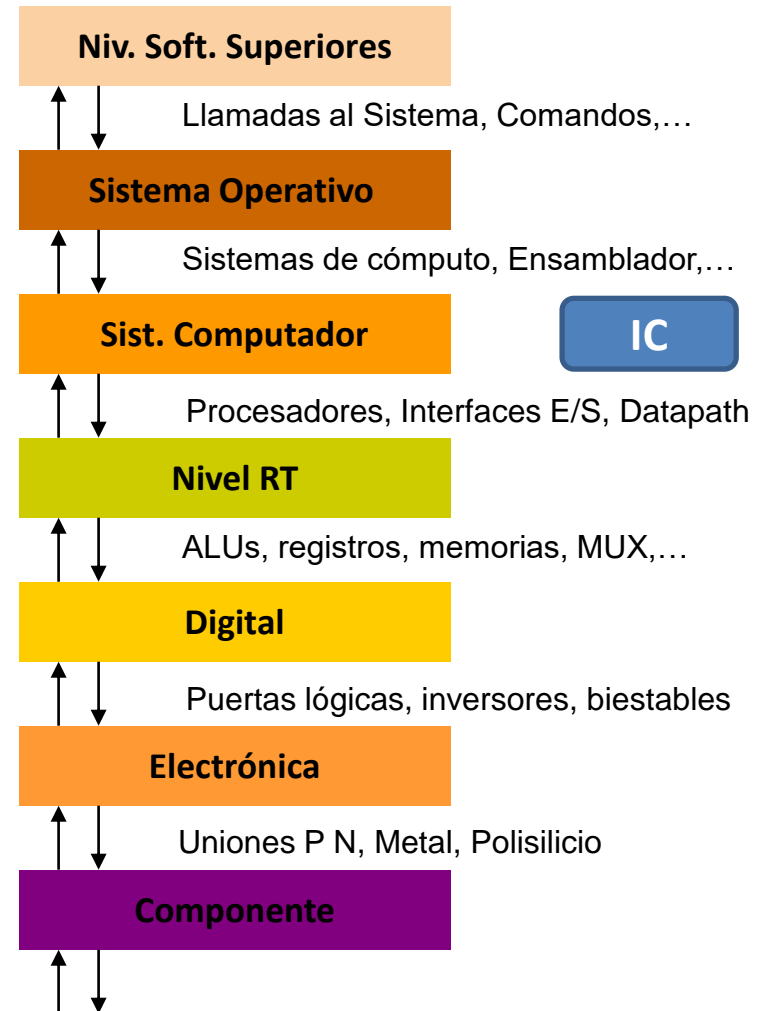 Niv. Soft. Superiores
Llamadas al Sistema, Comandos,…
Sistema Operativo
Sistemas de cómputo, Ensamblador,…
Sist. Computador
IC
Procesadores, Interfaces E/S, Datapath
Nivel RT
ALUs, registros, memorias, MUX,…
Digital
Puertas lógicas, inversores, biestables
Electrónica
Uniones P N, Metal, Polisilicio
Componente